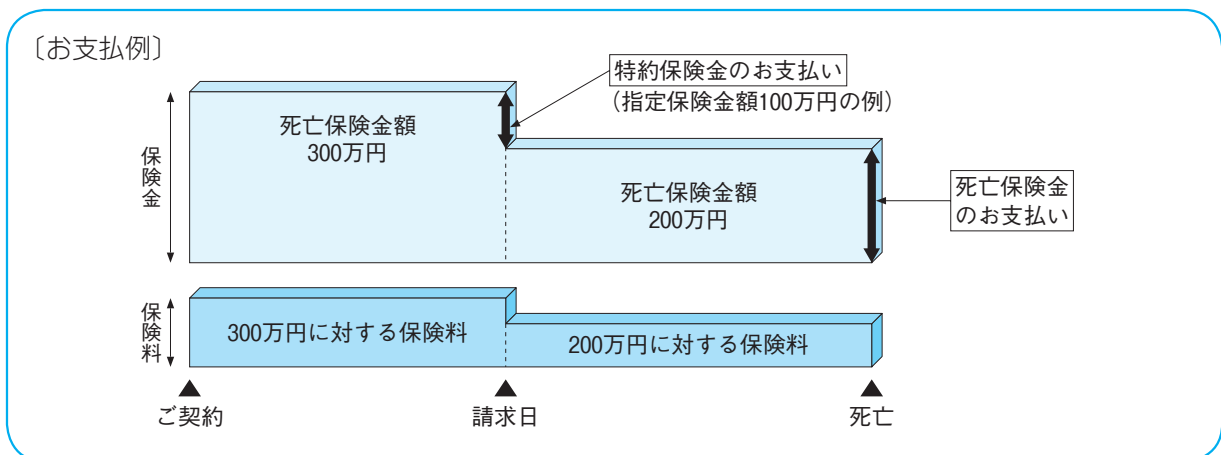 〔お支払例〕
特約保険金のお支払い
（指定保険金額100万円の例）
保険金
死亡保険金額
300万円
死亡保険金額
200万円
死亡保険金
のお支払い
保険料
300万円に対する保険料
200万円に対する保険料
ご契約
請求日
死亡